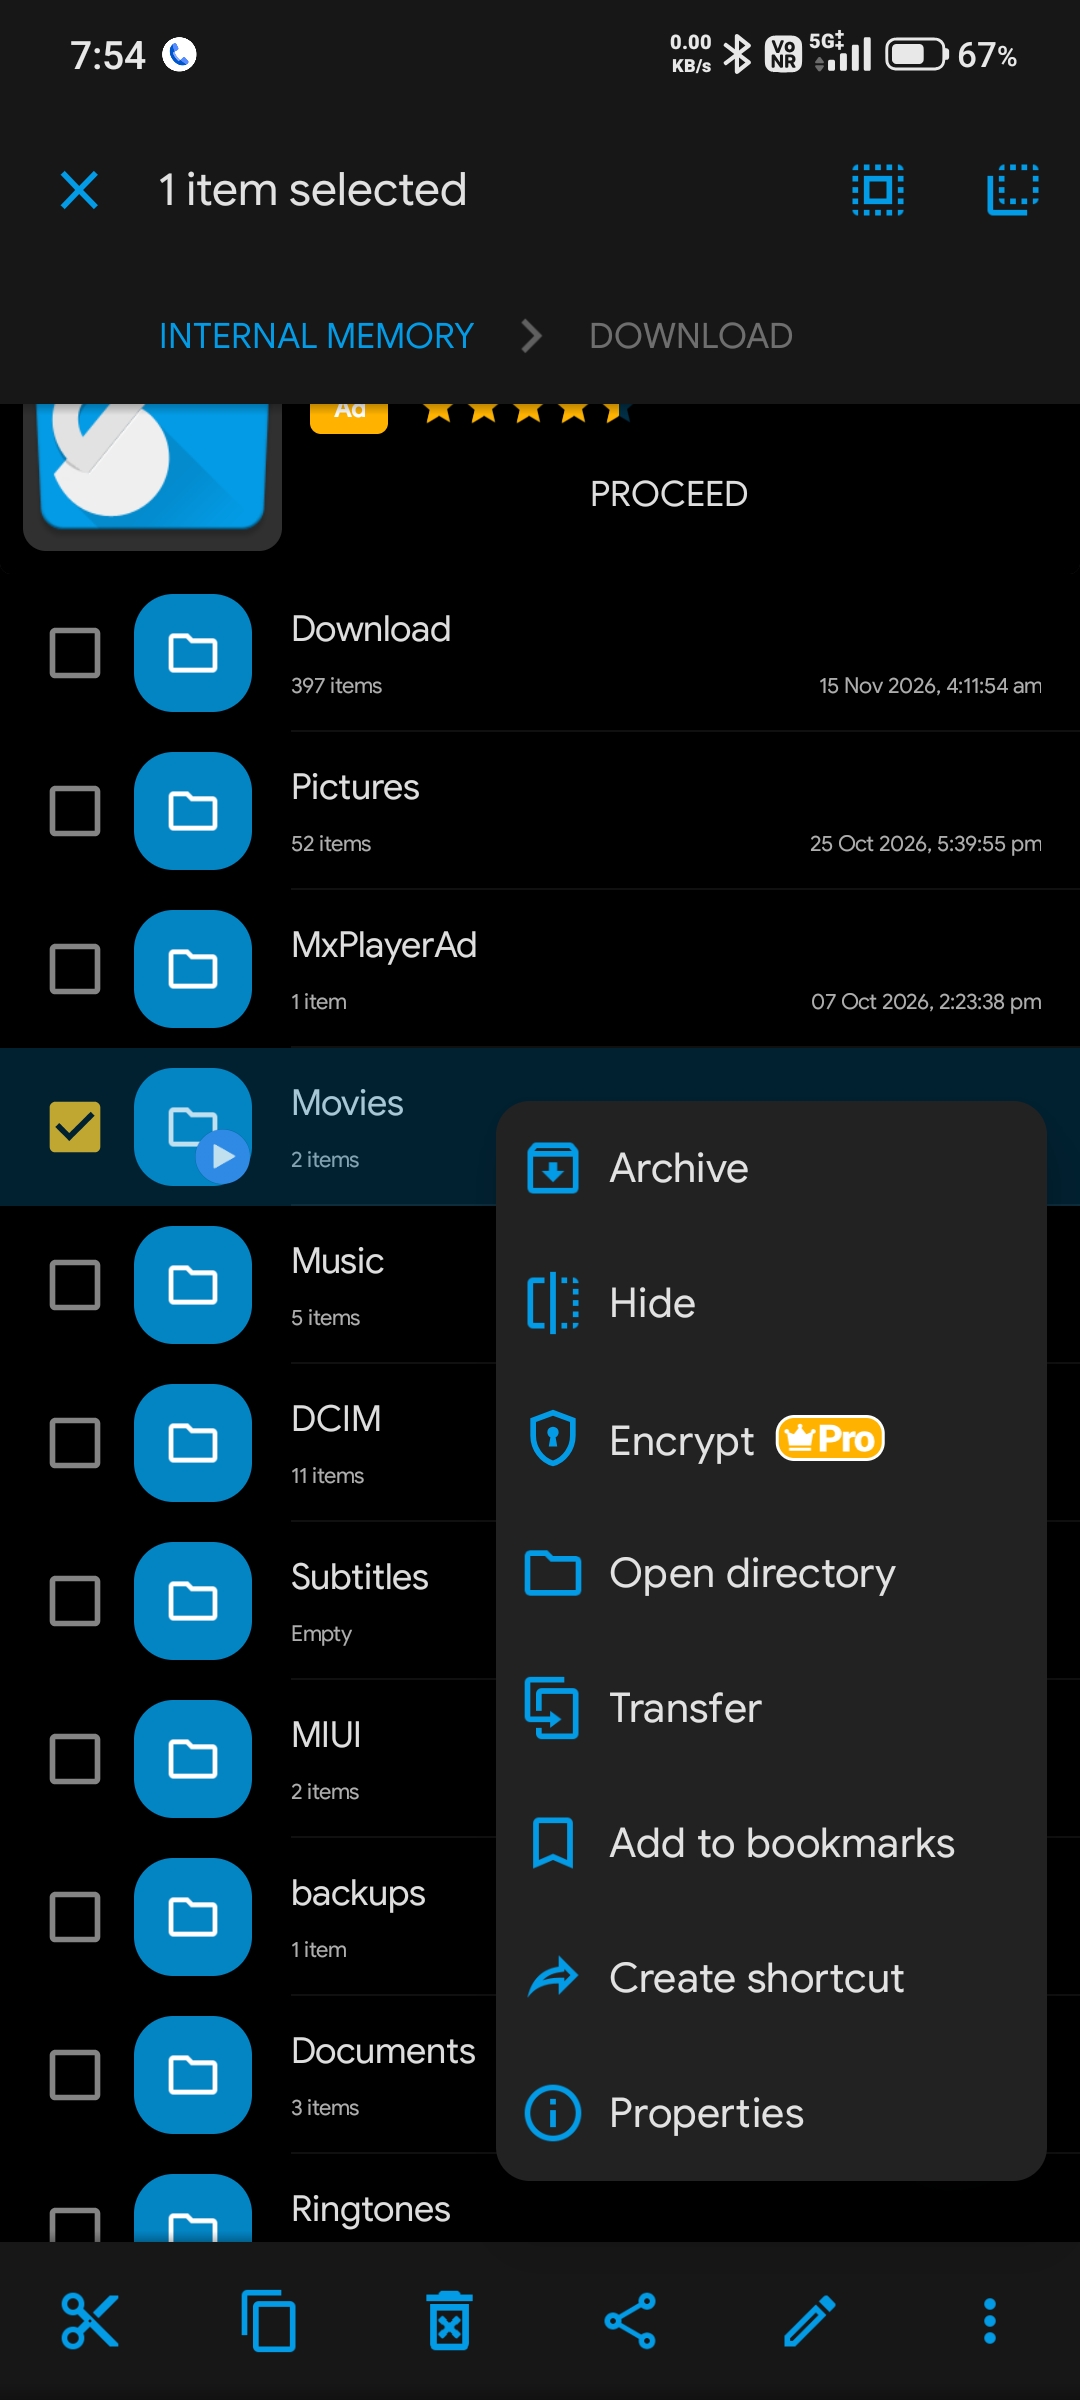 7:54
0.00 KB/s
Vo NR
5G‡
67%
1 item selected
INTERNAL MEMORY
DOWNLOAD
Ad
PROCEED
Download
397 items
15 Nov 2026, 4:11:54 am
Pictures
52 items
25 Oct 2026, 5:39:55 pm
MxPlayerAd
1 item
07 Oct 2026, 2:23:38 pm
Movies
2 items
Archive
Music
5 items
Hide
DCIM
11 items
Encrypt
Pro
Subtitles
Empty
Open directory
MIUI
2 items
Transfer
backups
1 item
Add to bookmarks
Create shortcut
Documents
3 items
Properties
Ringtones